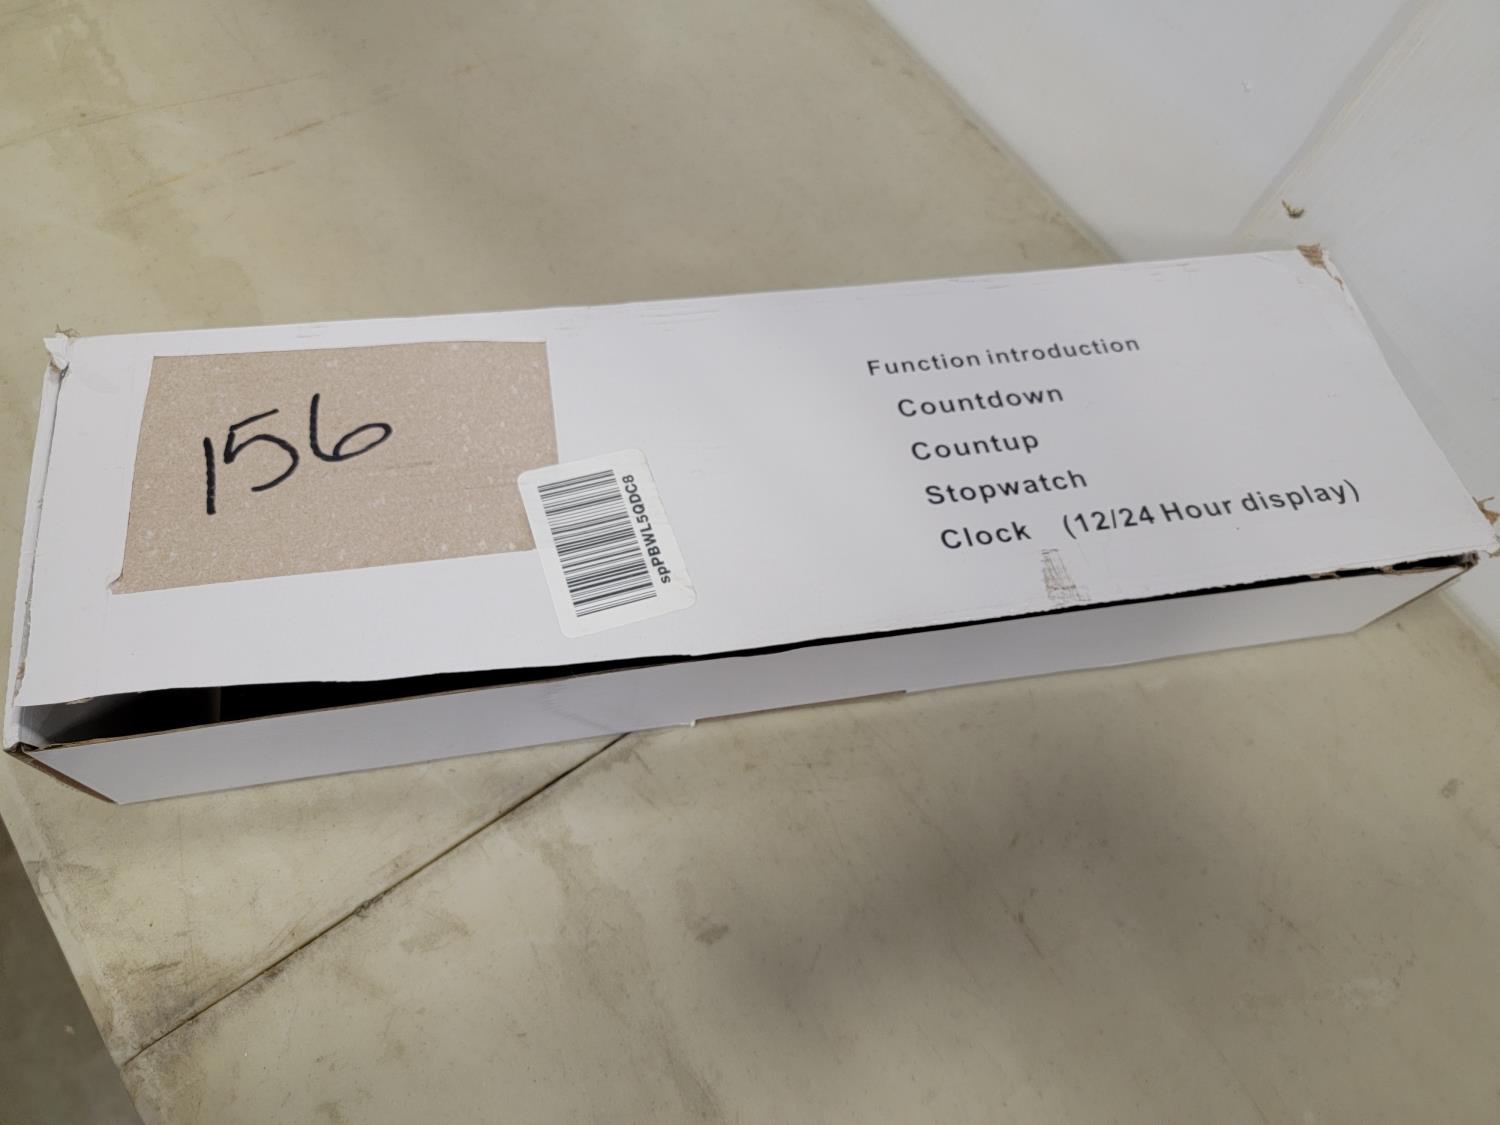 156
spPBWL5QDC8
Function introduction
Countdown
Countup
Stopwatch
Clock (12/24 Hour display)